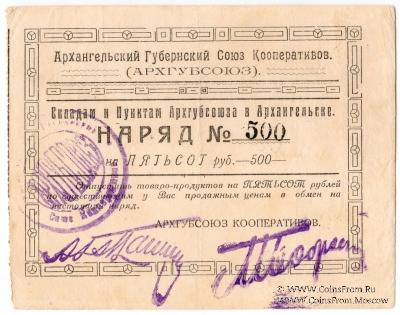 Архангельский Губернский Союз Кооперативов.
(АРХГУБСОЮЗ).
Складам и Пунктам Архгубсоюза в Архангельске.
НАРЯД № 500
на ПЯТЬСОТ руб.—500—
Отпустить товаро-продуктов на ПЯТЬСОТ рублей
по существующим у Вас продажным ценам в обмен на
настоящий наряд.
АРХГУБСОЮЗ КООПЕРАТИВОВ.
© www.CoinsFrom.Ru
www.CoinsFrom.Moscow